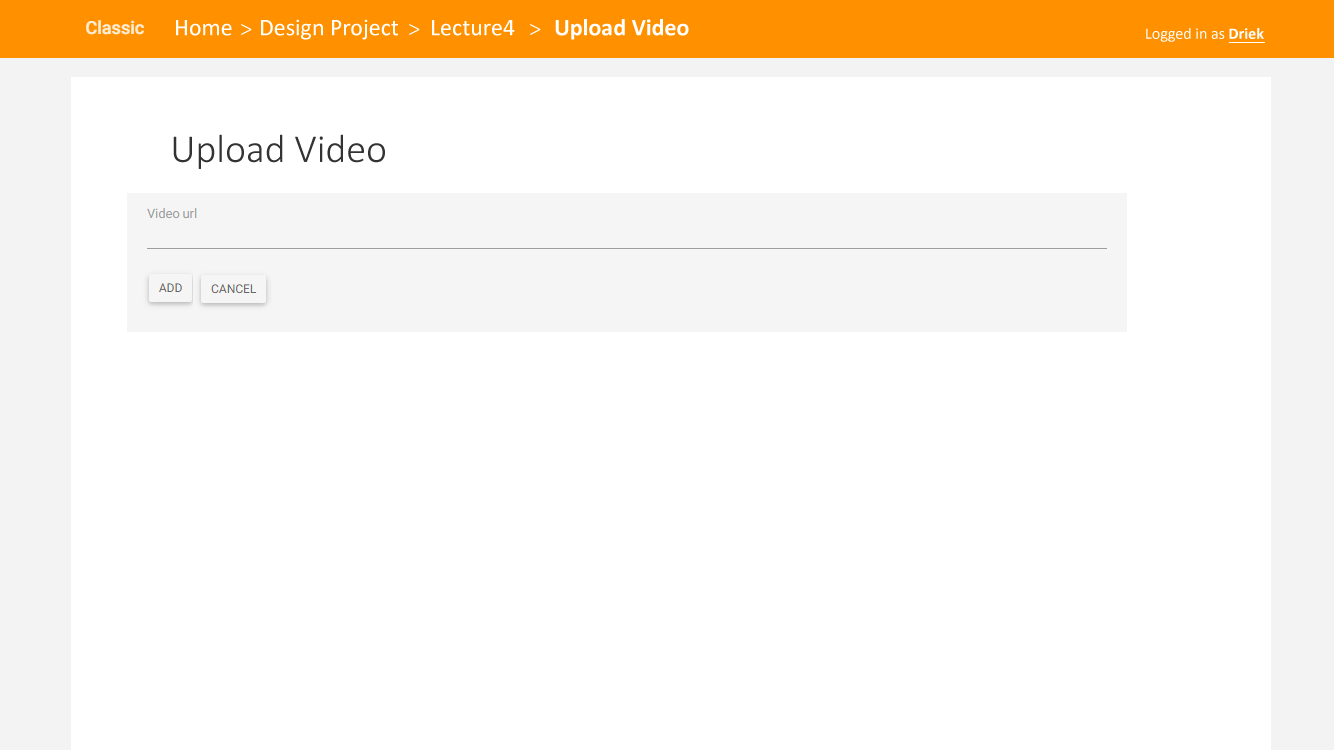 Classic Home > Design Project > Lecture4 > Upload Video
Logged in as Driek
Upload Video
Video url
ADD CANCEL